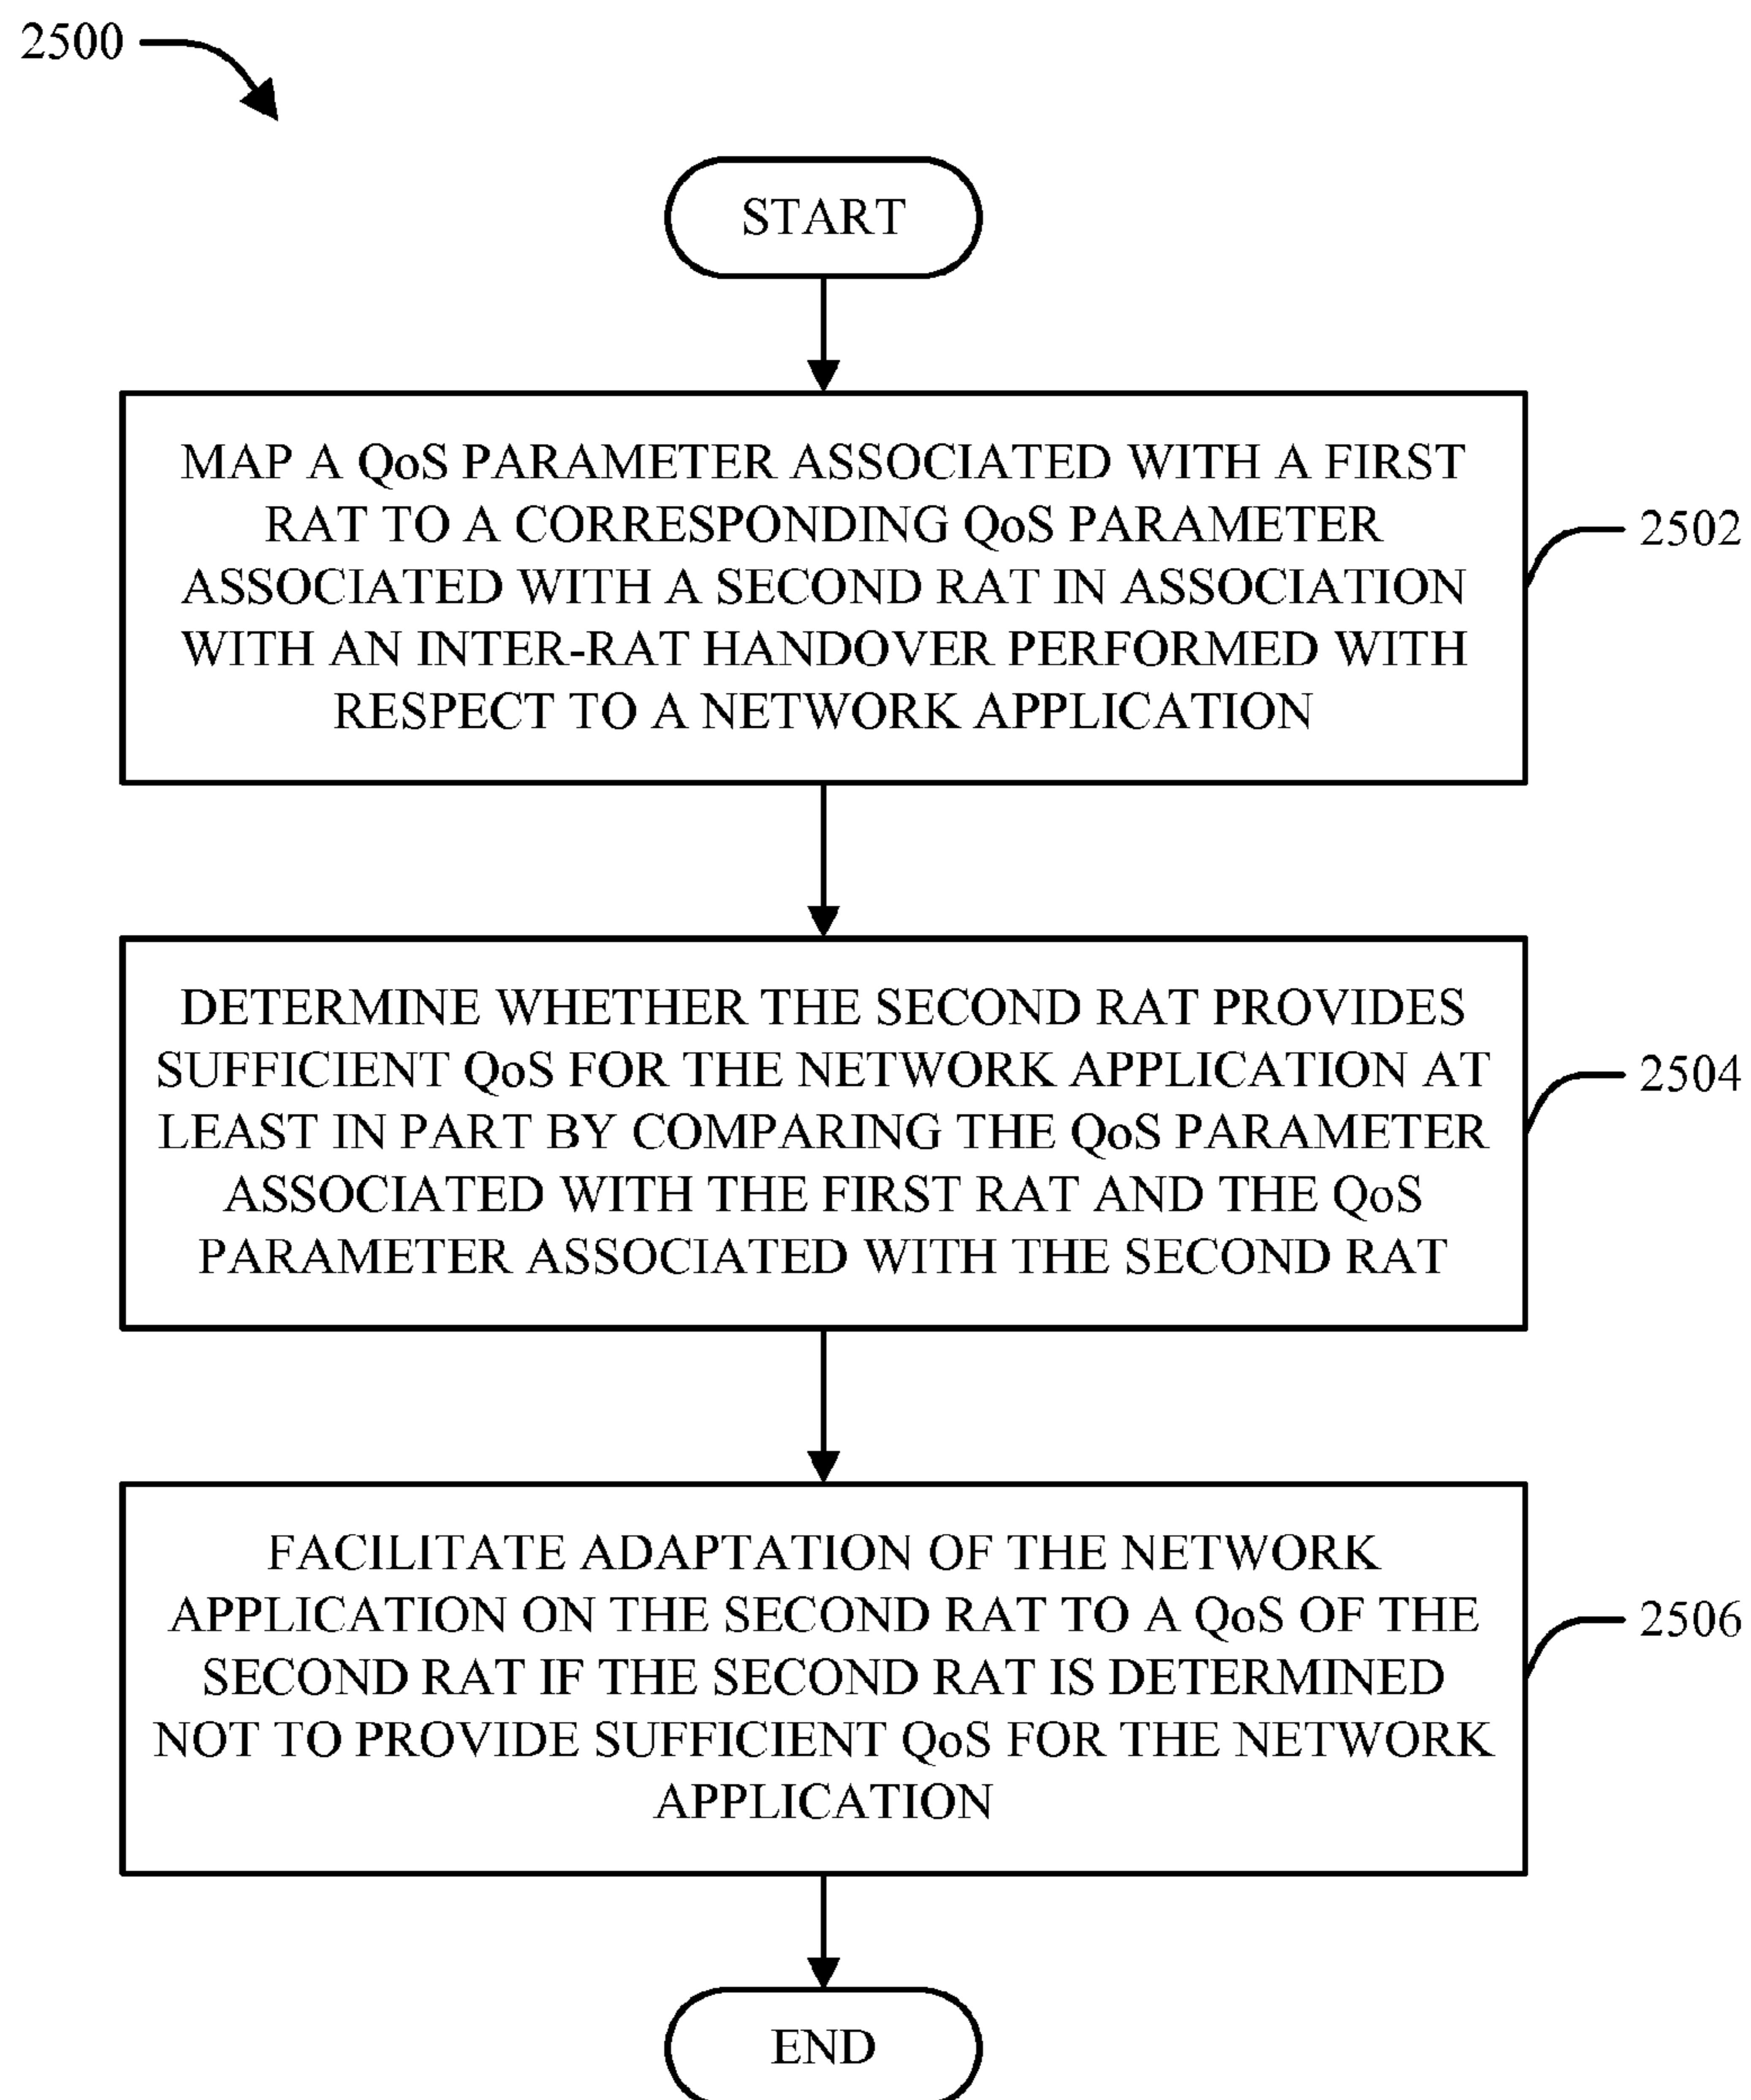 2500
START
MAP A QoS PARAMETER ASSOCIATED WITH A FIRST
RAT TO A CORRESPONDING QoS PARAMETER
ASSOCIATED WITH A SECOND RAT IN ASSOCIATION
WITH AN INTER-RAT HANDOVER PERFORMED WITH
RESPECT TO A NETWORK APPLICATION
2502
DETERMINE WHETHER THE SECOND RAT PROVIDES
SUFFICIENT QoS FOR THE NETWORK APPLICATION AT
LEAST IN PART BY COMPARING THE QoS PARAMETER
ASSOCIATED WITH THE FIRST RAT AND THE QoS
PARAMETER ASSOCIATED WITH THE SECOND RAT
2504
FACILITATE ADAPTATION OF THE NETWORK
APPLICATION ON THE SECOND RAT TO A QoS OF THE
SECOND RAT IF THE SECOND RAT IS DETERMINED
NOT TO PROVIDE SUFFICIENT QoS FOR THE NETWORK
APPLICATION
2506
END